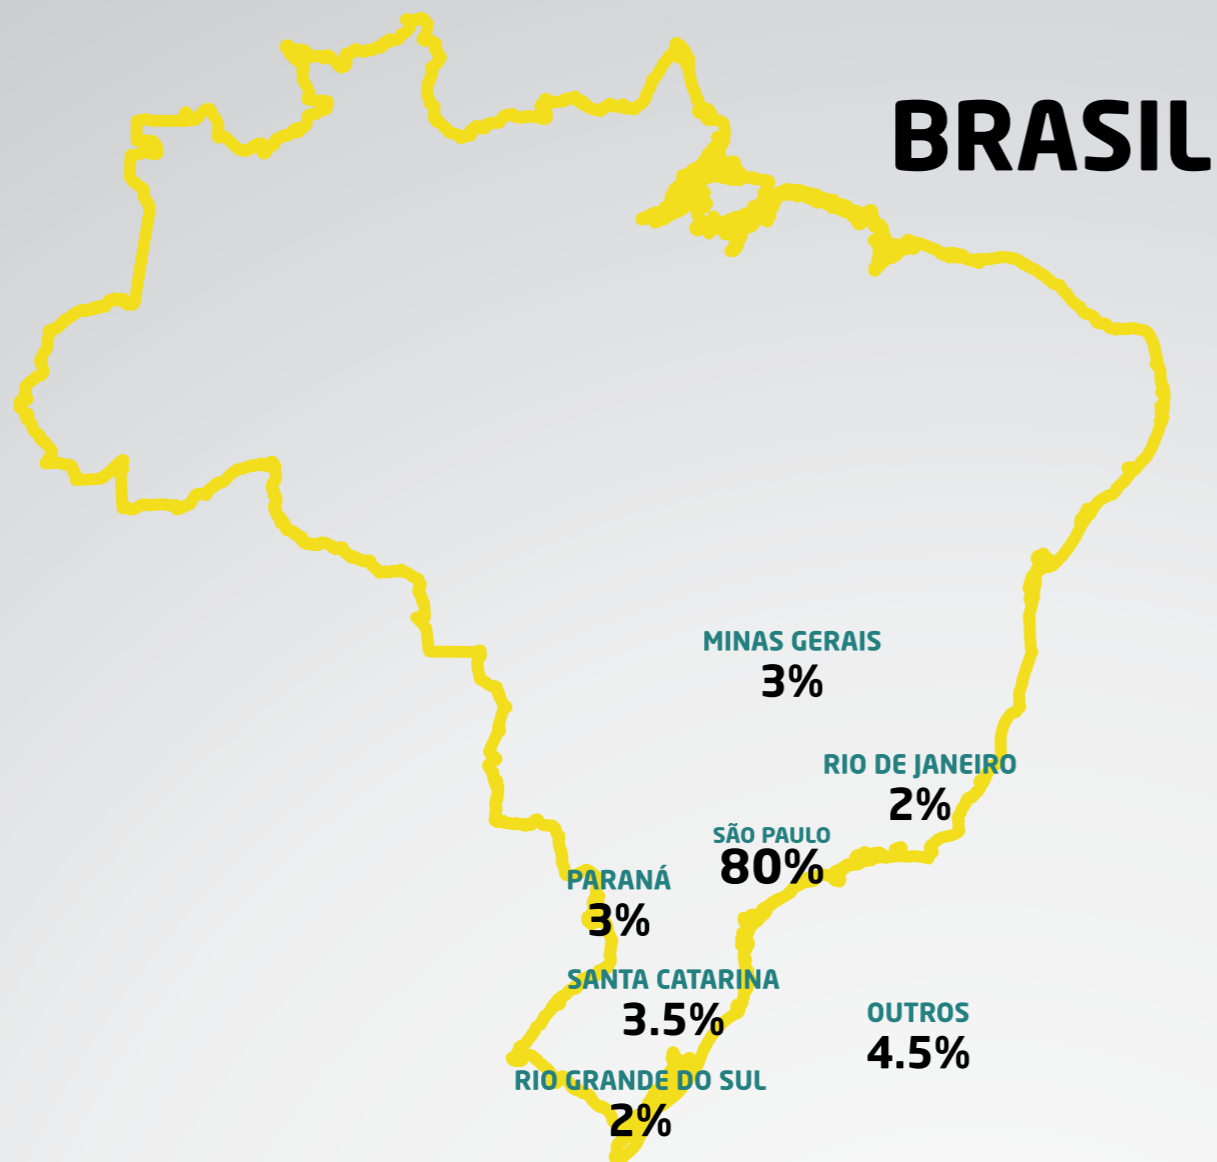 BRASIL
MINAS GERAIS
3%
RIO DE JANEIRO
2%
SÃO PAULO
80%
PARANÁ
3%
SANTA CATARINA
3.5%
OUTROS
4.5%
RIO GRANDE DO SUL
2%